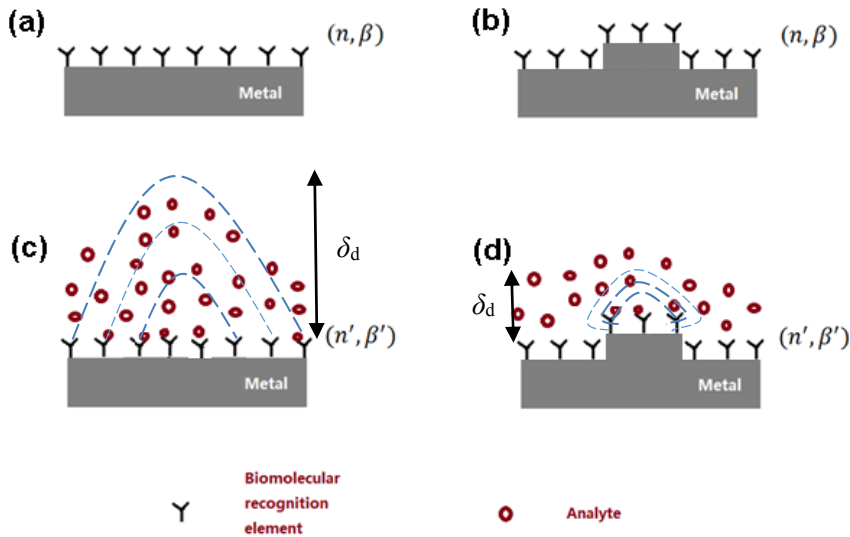 (a)
(n, β)
Metal
(b)
(n, β)
Metal
(c)
δd
(n′, β′)
Metal
(d)
δd
(n′, β′)
Metal
Biomolecular
recognition
element
Analyte